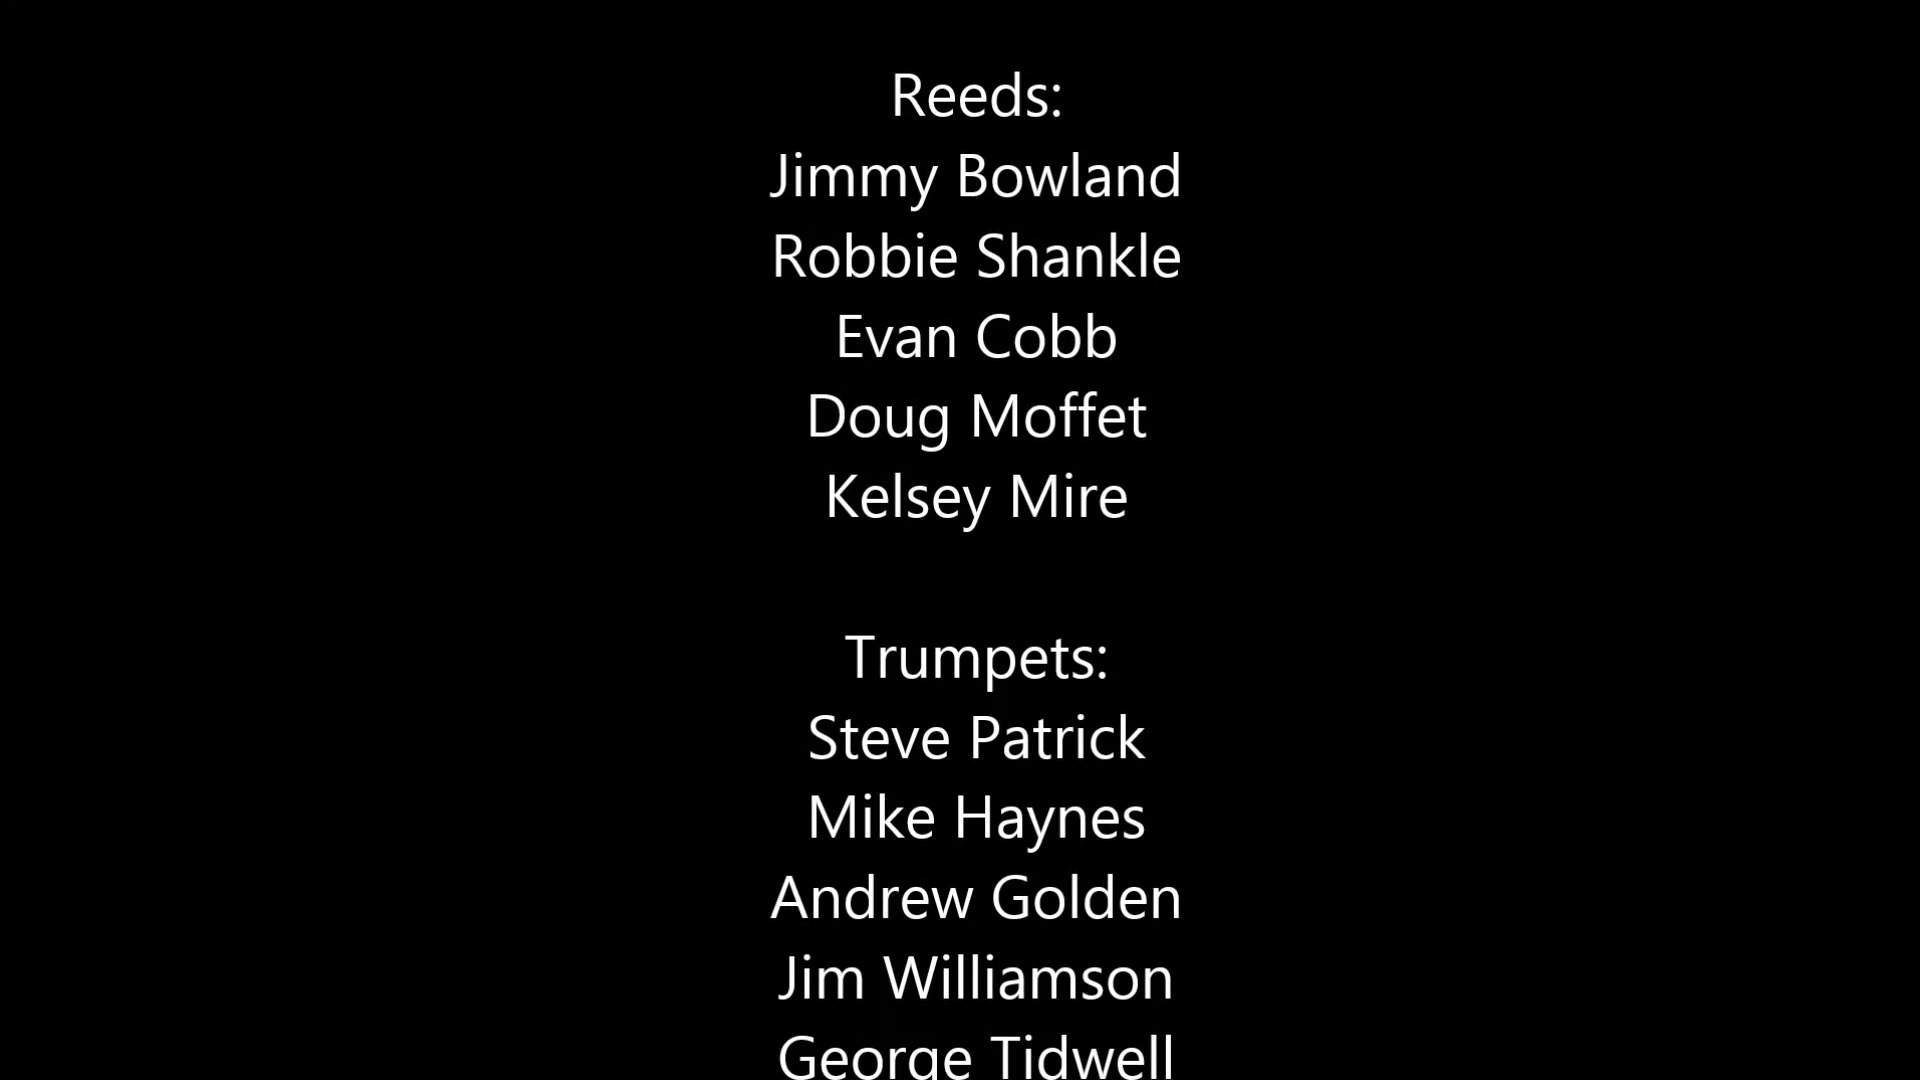 Reeds:
Jimmy Bowland
Robbie Shankle
Evan Cobb
Doug Moffet
Kelsey Mire
Trumpets:
Steve Patrick
Mike Haynes
Andrew Golden
Jim Williamson
George Tidwell